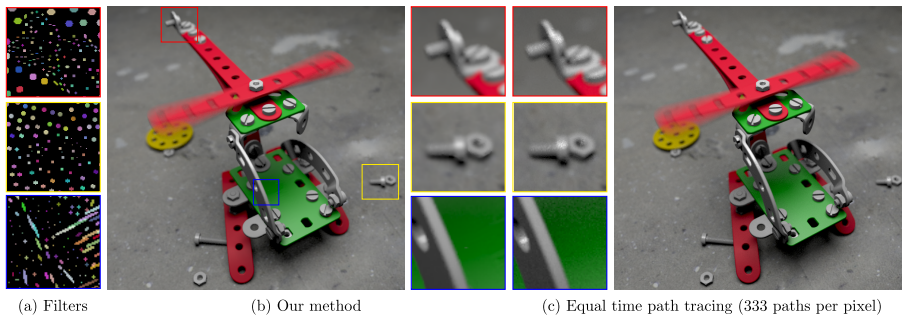 (a) Filters
(b) Our method
(c) Equal time path tracing (333 paths per pixel)